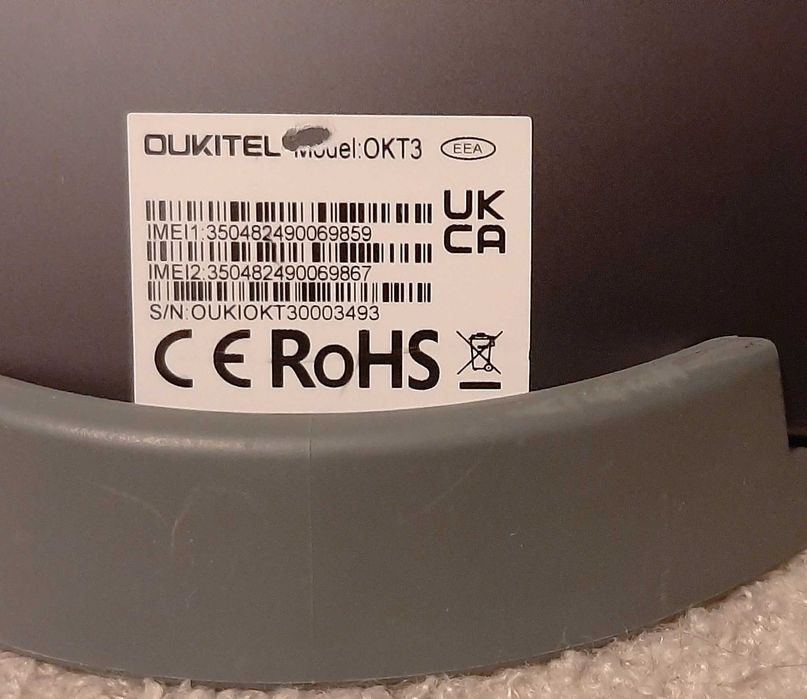 OUKITEL Model:OKT3 EEA
IMEI1:350482490069859
UK
CA
IMEI2:350482490069867
S/N:OUKIOKT30003493
CE RoHS